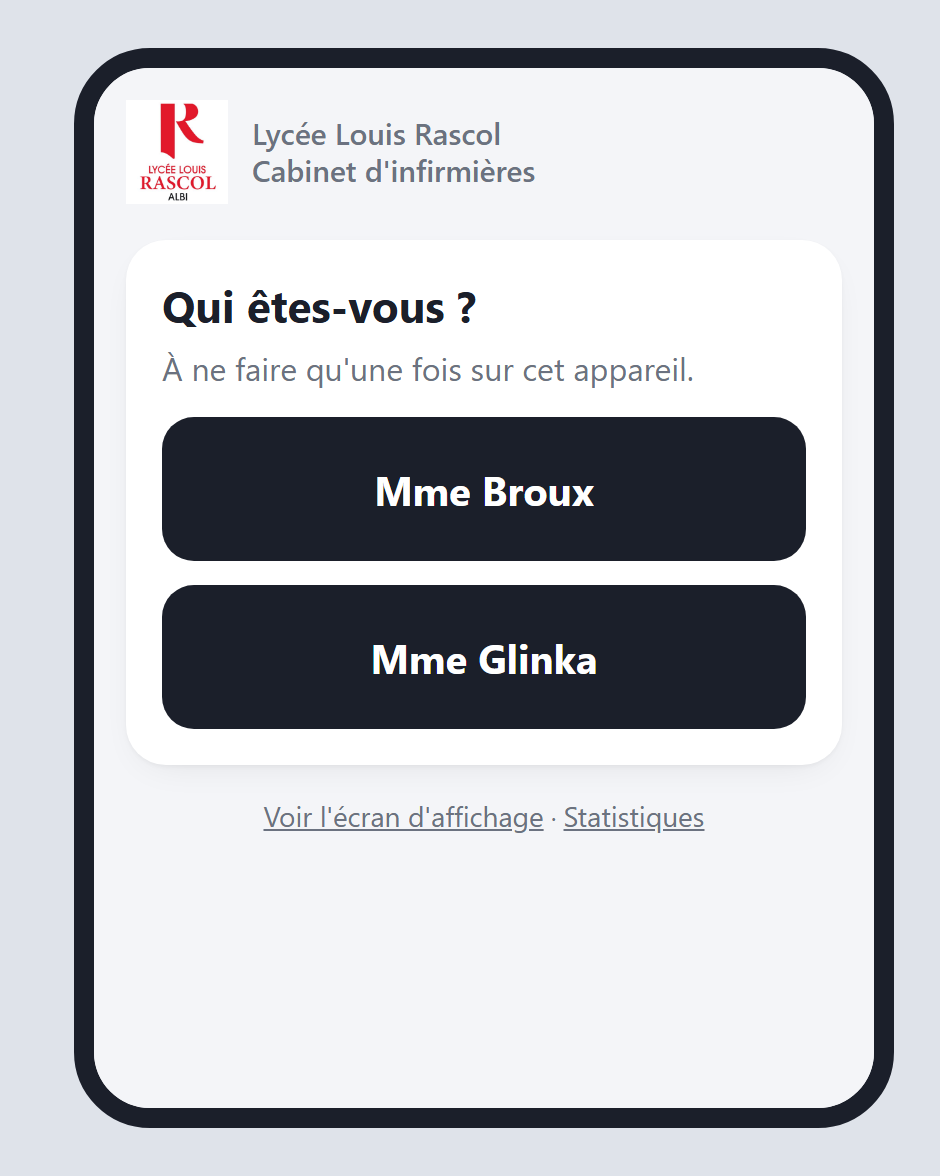 LYCÉE LOUIS
RASCOL
ALBI
Lycée Louis Rascol
Cabinet d'infirmières
Qui êtes-vous ?
À ne faire qu'une fois sur cet appareil.
Mme Broux
Mme Glinka
Voir l'écran d'affichage · Statistiques